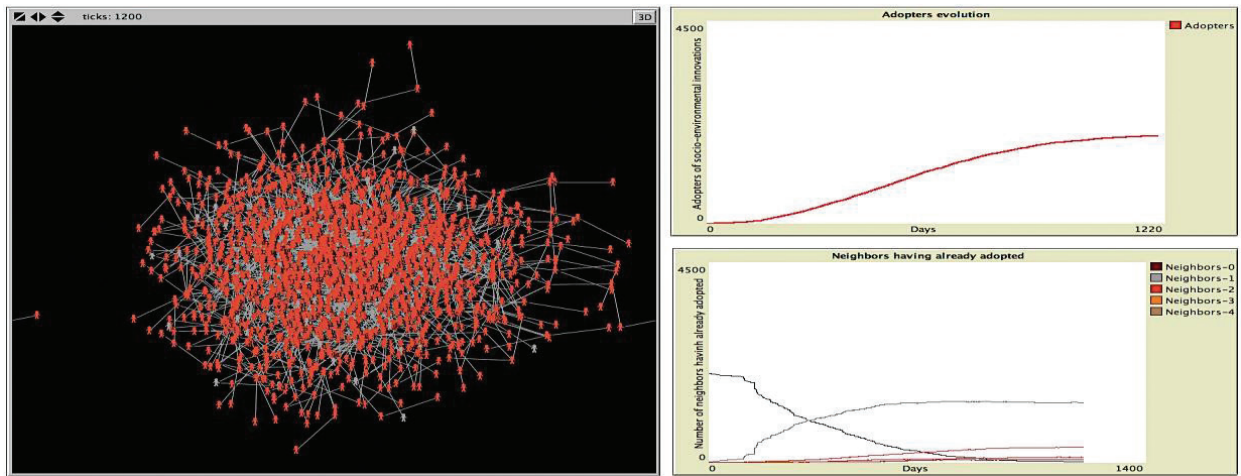 ticks: 1200
3D
Adopters evolution
4500
Adopters of socio-environmental innovations
0
0
Days
1220
Adopters
Neighbors having already adopted
4500
Number of neighbors havinh already adopted
0
0
Days
1400
Neighbors-0
Neighbors-1
Neighbors-2
Neighbors-3
Neighbors-4